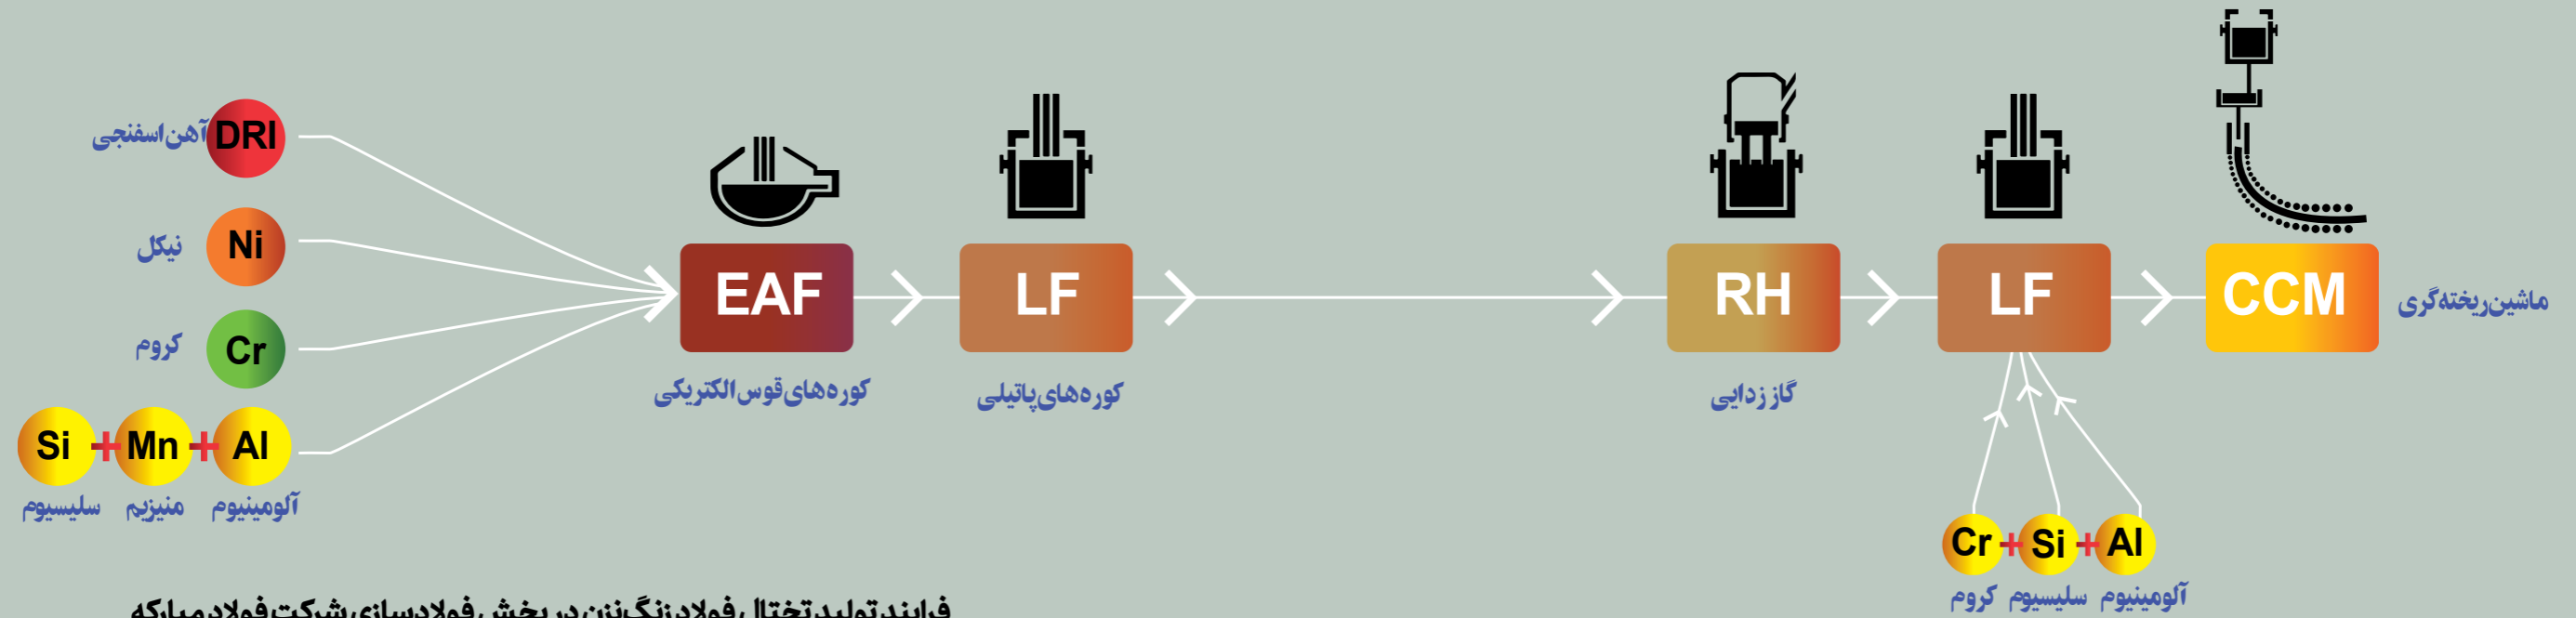 DRI
آهن اسفنجی
Ni
نیکل
Cr
کروم
Si + Mn + Al
سلیسیوم
منیزیم
آلومینیوم
EAF
کوره‌های قوس الکتریکی
LF
کوره‌های پاتیلی
RH
گاززدایی
LF
CCM
ماشین ریخته‌گری
Cr + Si + Al
کروم
سلیسیوم
آلومینیوم
فرایند تولید تختال فولاد زنگ‌نزن در بخش فولادسازی شرکت فولاد مبارکه